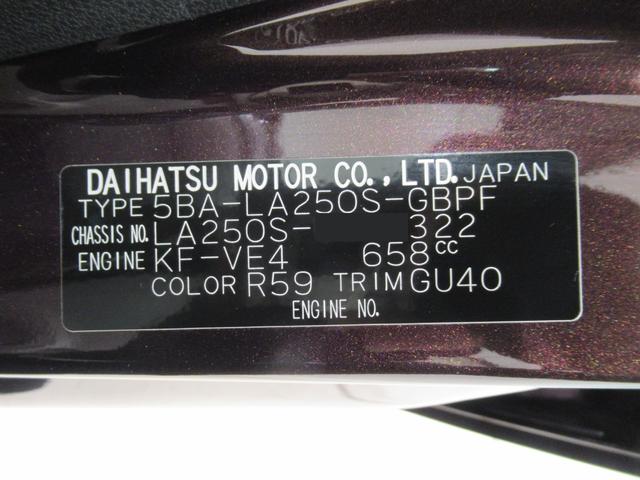 DAIHATSU MOTOR CO., LTD. JAPAN
TYPE 5BA-LA250S-GBPF
CHASSIS NO. LA250S- 322
ENGINE KF-VE4 658CC
COLOR R59 TRIM GU40
ENGINE NO.